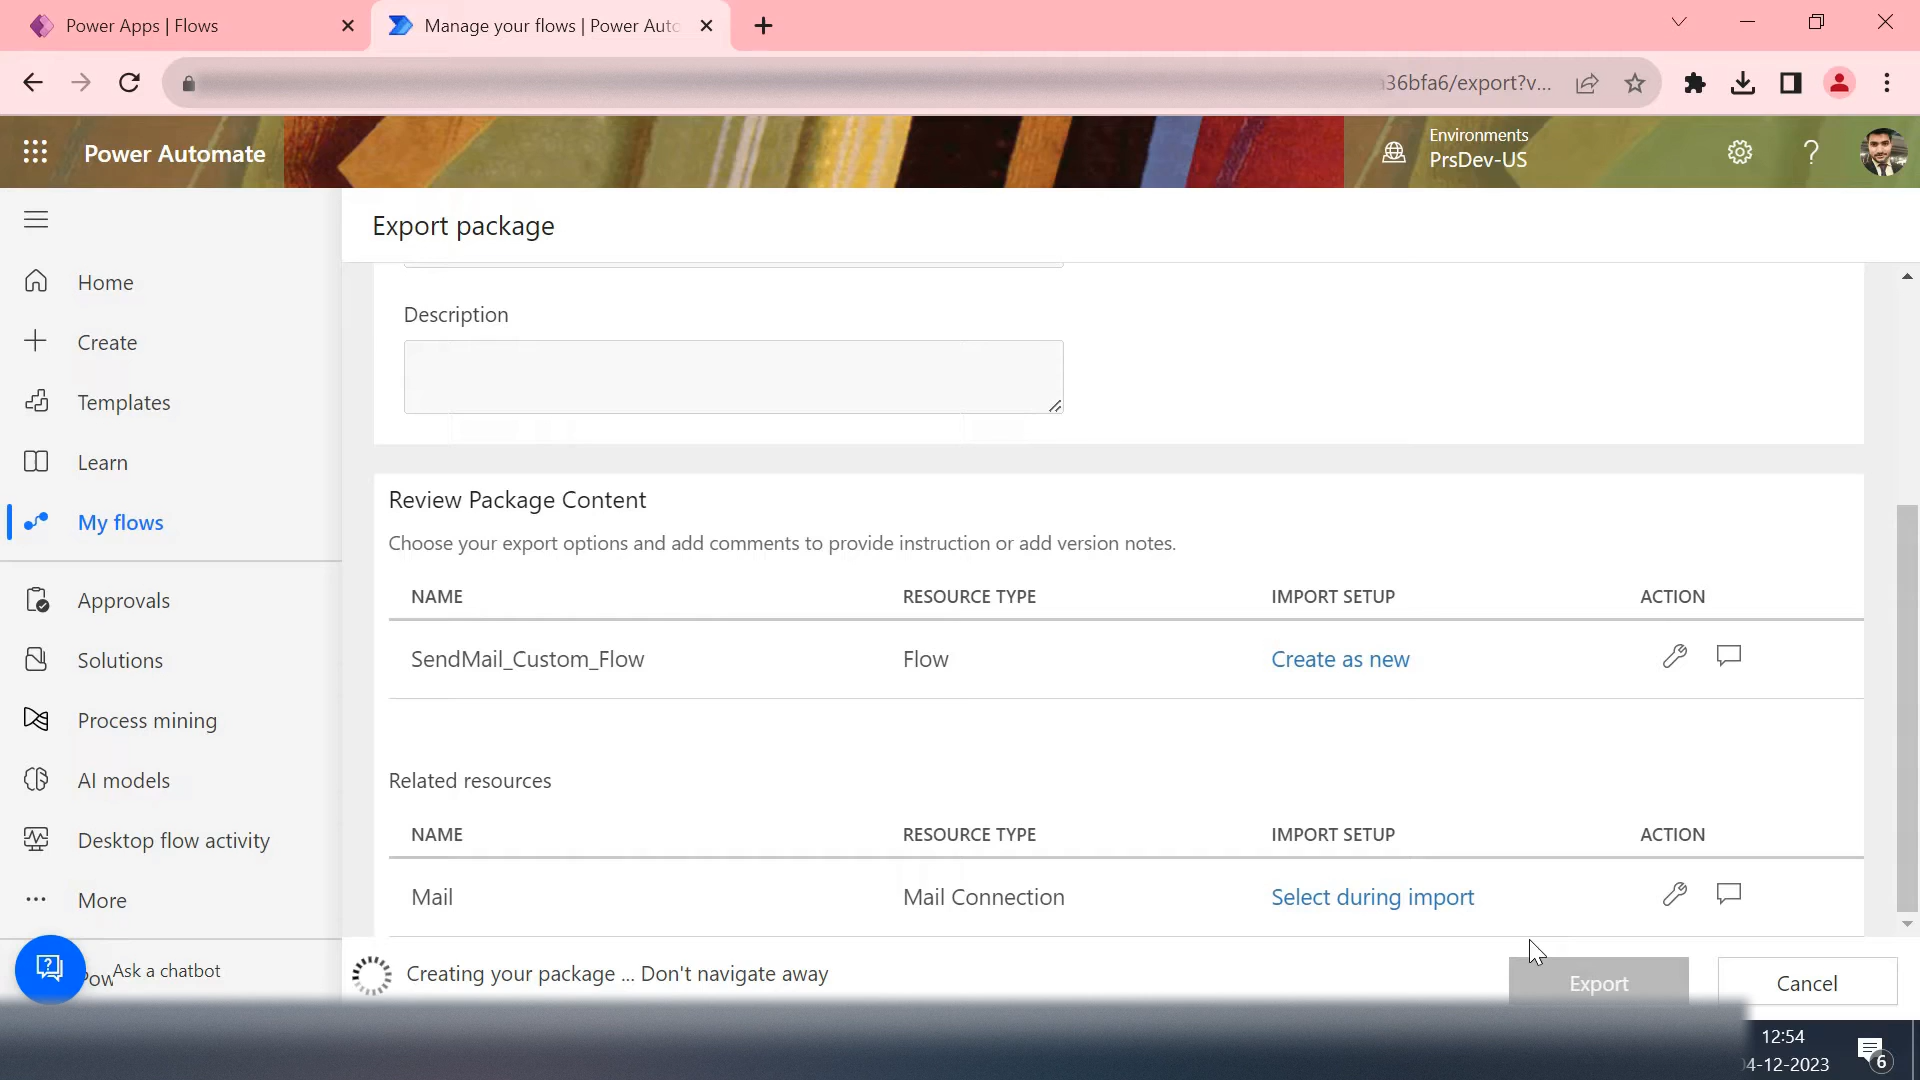 Power Apps | Flows
Manage your flows | Power Auto
36bfa6/export?v...
Power Automate
Environments
PrsDev-US
Export package
Home
Create
Templates
Learn
My flows
Approvals
Solutions
Process mining
AI models
Desktop flow activity
More
Ask a chatbot
Description
Review Package Content
Choose your export options and add comments to provide instruction or add version notes.
NAME RESOURCE TYPE IMPORT SETUP ACTION
SendMail_Custom_Flow Flow Create as new
Related resources
NAME RESOURCE TYPE IMPORT SETUP ACTION
Mail Mail Connection Select during import
Creating your package ... Don't navigate away
Export Cancel
12:54
4-12-2023
6